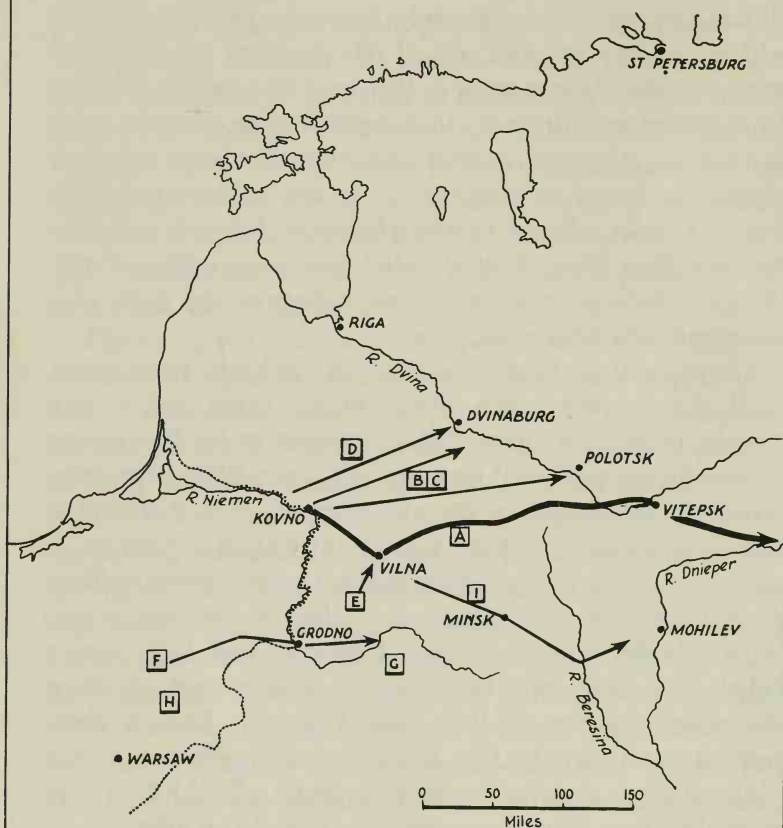 ST PETERSBURG
RIGA
R. Dvina
DVINABURG
D
POLOTSK
B C
R. Niemen
KOVNO
VITEPSK
A
VILNA
R. Dnieper
E
I
MINSK
MOHILEV
GRODNO
F
G
R. Beresina
H
WARSAW
0 50 100 150
Miles